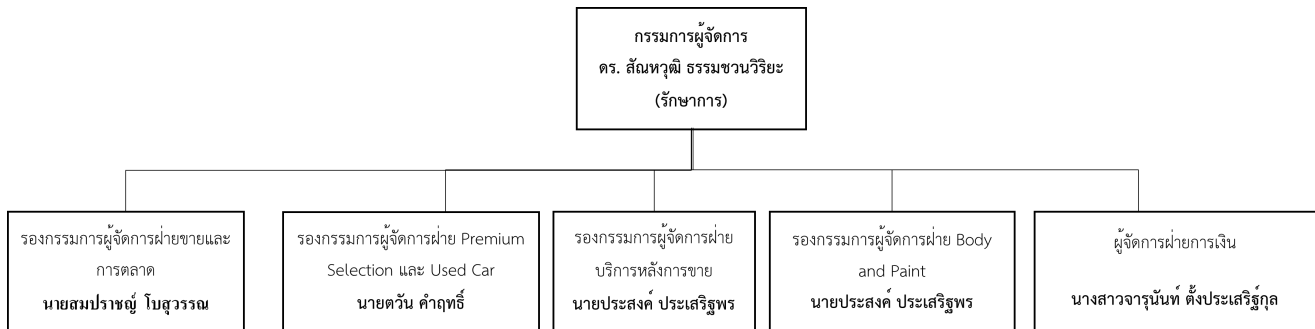 กรรมการผู้จัดการ
ดร. สัณหวุฒิ ธรรมชวนวิริยะ
(รักษาการ)
รองกรรมการผู้จัดการฝ่ายขายและ
การตลาด
นายสมปราชญ์ โบสุวรรณ
รองกรรมการผู้จัดการฝ่าย Premium
Selection และ Used Car
นายตวัน คำฤทธิ์
รองกรรมการผู้จัดการฝ่าย
บริการหลังการขาย
นายประสงค์ ประเสริฐพร
รองกรรมการผู้จัดการฝ่าย Body
and Paint
นายประสงค์ ประเสริฐพร
ผู้จัดการฝ่ายการเงิน
นางสาวจารุนันท์ ตั้งประเสริฐ์กุล